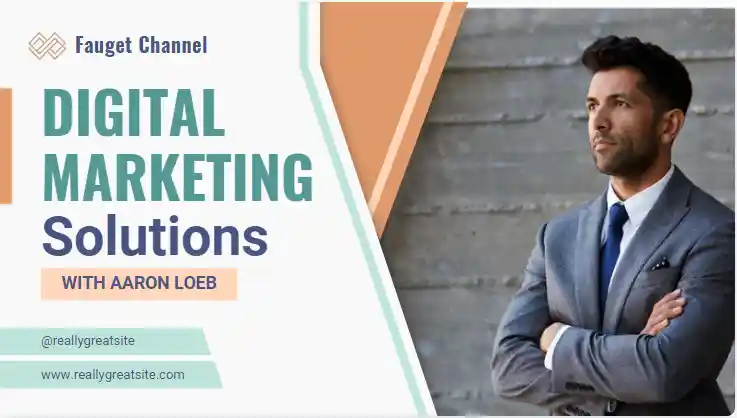 Fauget Channel
DIGITAL
MARKETING
Solutions
WITH AARON LOEB
@reallygreatsite
www.reallygreatsite.com